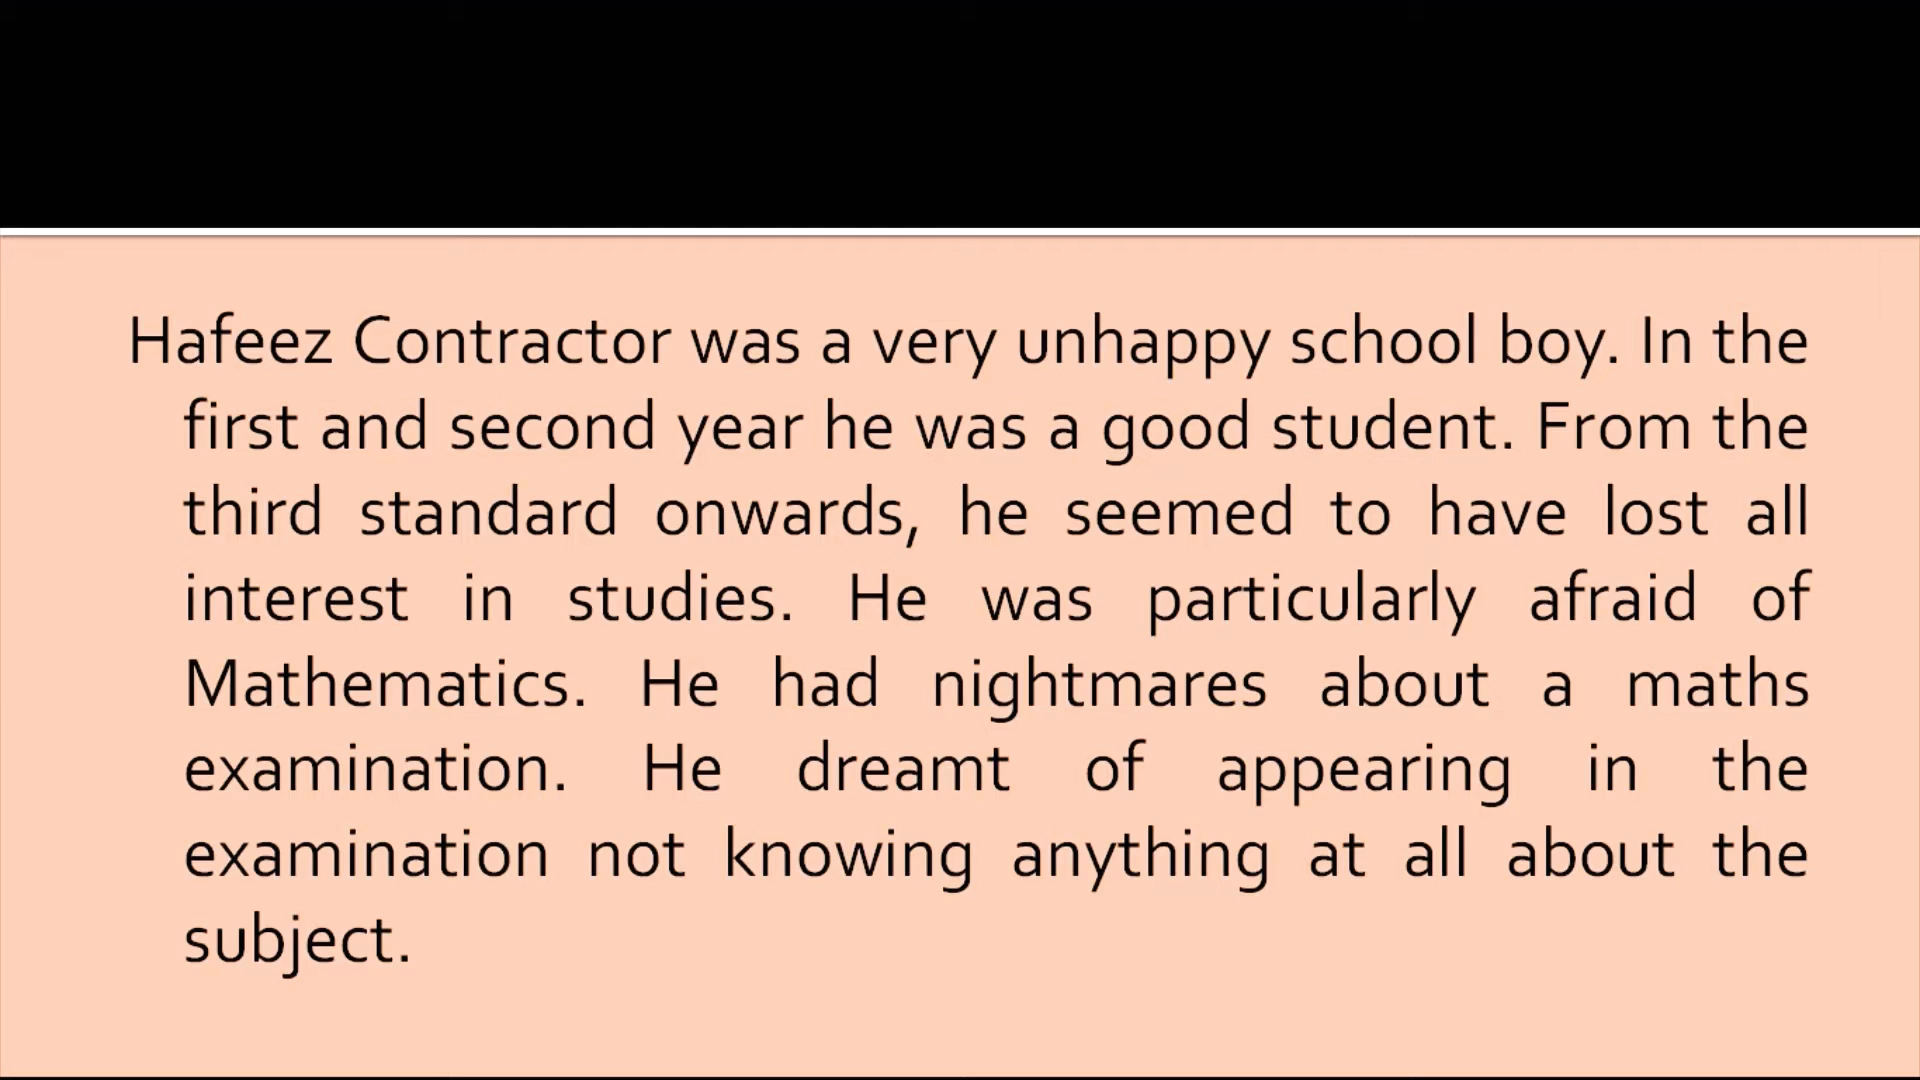 Hafeez Contractor was a very unhappy school boy. In the
first and second year he was a good student. From the
third standard onwards, he seemed to have lost all
interest in studies. He was particularly afraid of
Mathematics. He had nightmares about a maths
examination. He dreamt of appearing in the
examination not knowing anything at all about the
subject.